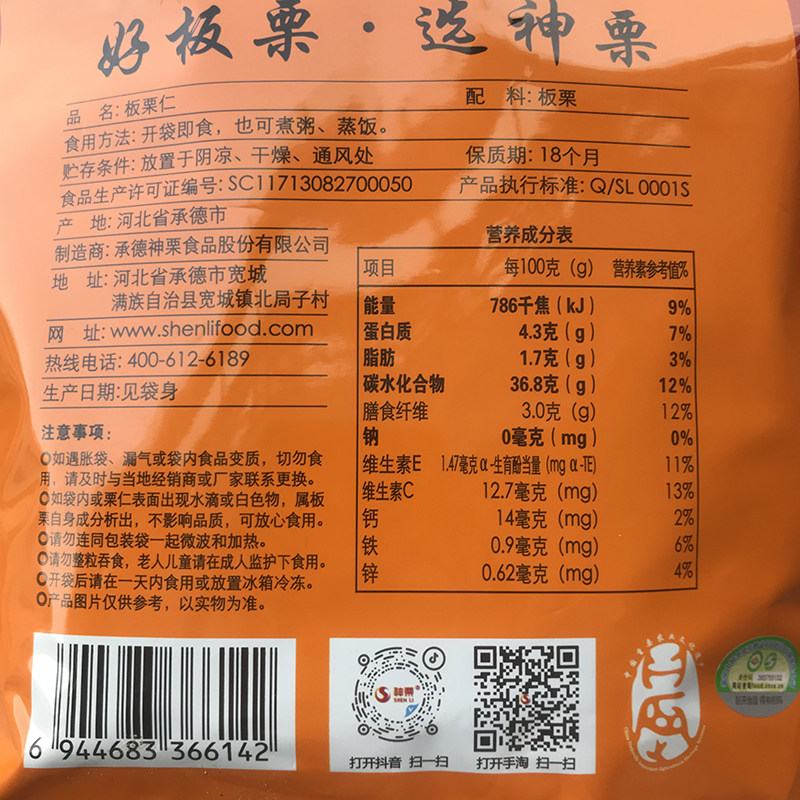 好板栗·选神栗
品 名:板栗仁
配 料:板栗
食用方法:开袋即食，也可煮粥、蒸饭。
贮存条件:放置于阴凉、干燥、通风处
保质期:18个月
食品生产许可证编号:SC11713082700050
产品执行标准:Q/SL 0001S
产 地:河北省承德市
制造商:承德神栗食品股份有限公司
地 址:河北省承德市宽城
满族自治县宽城镇北局子村
网 址:www.shenlifood.com
热线电话:400-612-6189
生产日期:见袋身
注意事项:
如遇胀袋、漏气或袋内食品变质，切勿食
用，请及时与当地经销商或厂家联系更换。
如袋内或栗仁表面出现水滴或白色物，属板
栗自身成分析出，不影响品质，可放心食用。
请勿连同包装袋一起微波和加热。
请勿整粒吞食，老人儿童请在成人监护下食用。
开袋后请在一天内食用或放置冰箱冷冻。
产品图片仅供参考，以实物为准。
营养成分表
项目 每100克（g） 营养素参考值%
能量 786千焦（kJ） 9%
蛋白质 4.3克（g） 7%
脂肪 1.7克（g） 3%
碳水化合物 36.8克（g） 12%
膳食纤维 3.0克（g） 12%
钠 0毫克（mg） 0%
维生素E 1.47毫克α-生育酚当量（mg α-TE） 11%
维生素C 12.7毫克（mg） 13%
钙 14毫克（mg） 2%
铁 0.9毫克（mg） 6%
锌 0.62毫克（mg） 4%
6 944683 366142
神栗®
SHEN LI
打开抖音 扫一扫
打开手淘 扫一扫